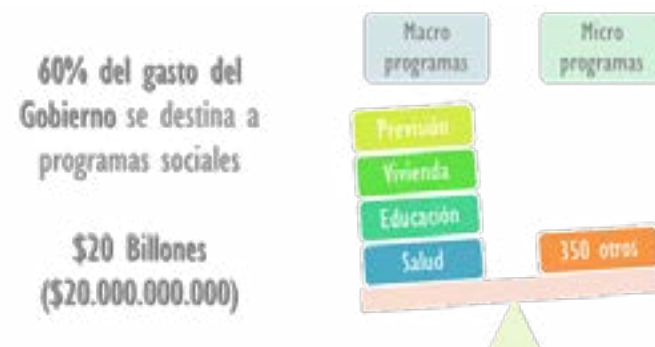 60% del gasto del
Gobierno se destina a
programas sociales
$20 Billones
($20.000.000.000)
Macro
programas
Micro
programas
Previsión
Vivienda
Educación
Salud
350 otros